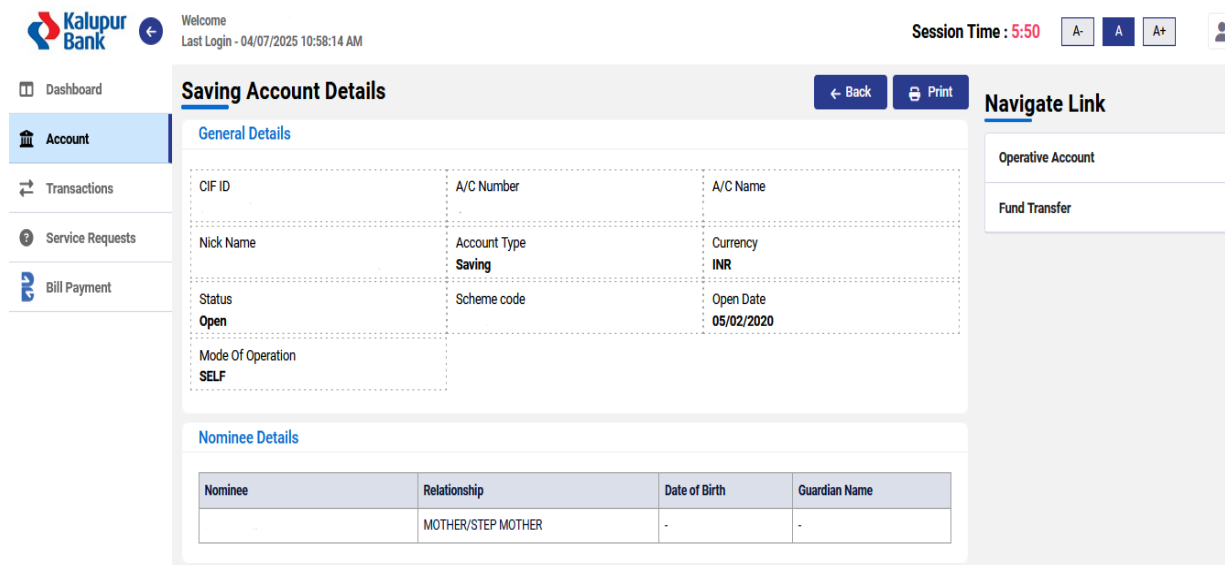 Kalupur
Bank
Welcome
Last Login - 04/07/2025 10:58:14 AM
Session Time : 5:50
A-
A
A+
Dashboard
Account
Transactions
Service Requests
Bill Payment
Saving Account Details
Back
Print
General Details
CIF ID
A/C Number
A/C Name
Nick Name
Account Type
Saving
Currency
INR
Status
Open
Scheme code
Open Date
05/02/2020
Mode Of Operation
SELF
Nominee Details
Nominee
Relationship
Date of Birth
Guardian Name
MOTHER/STEP MOTHER
-
-
Navigate Link
Operative Account
Fund Transfer